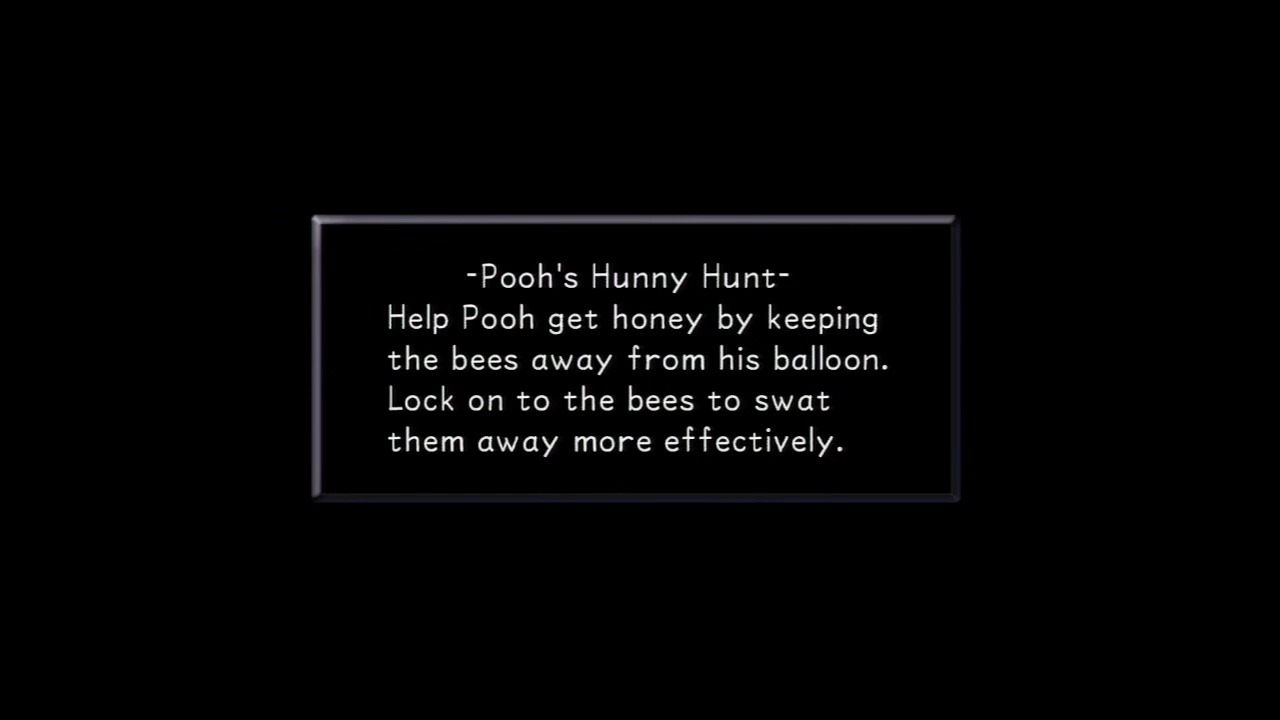 -Pooh's Hunny Hunt-
Help Pooh get honey by keeping
the bees away from his balloon.
Lock on to the bees to swat
them away more effectively.